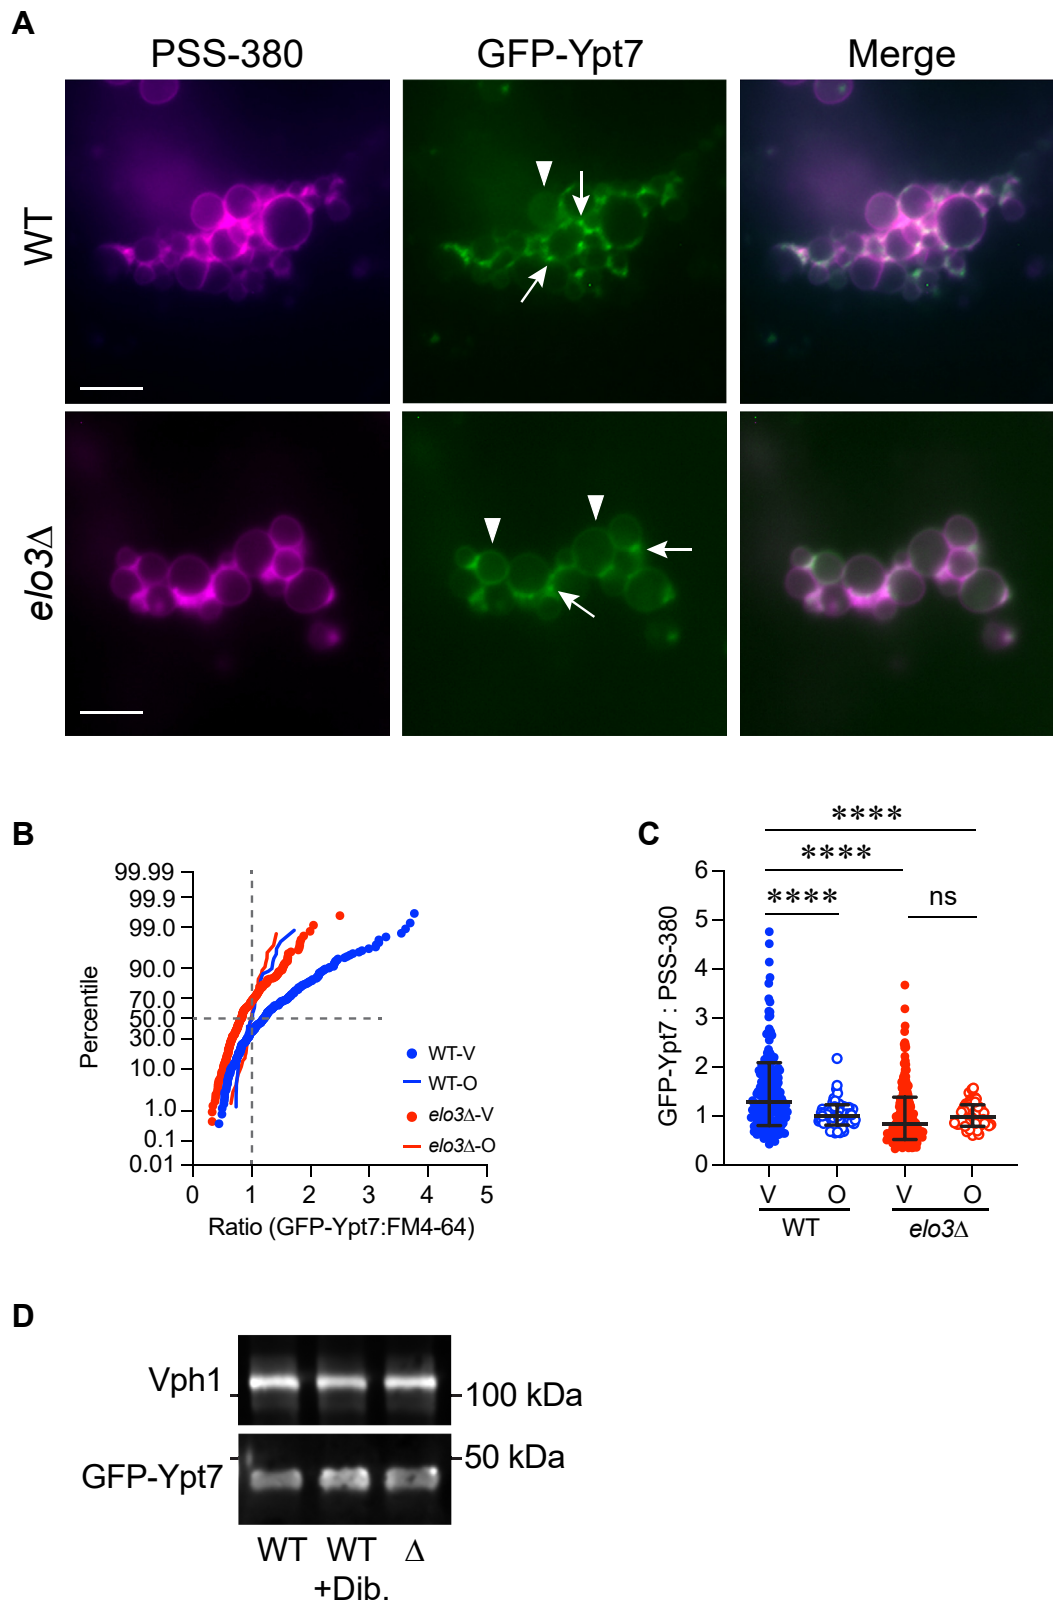 A
PSS-380 GFP-Ypt7 Merge
WT
elo3Δ
B
99.99
99.9
99.0
90.0
70.0
50.0
30.0
10.0
1.0
0.1
0.01
Percentile
0 1 2 3 4 5
Ratio (GFP-Ypt7:FM4-64)
WT-V
WT-O
elo3Δ-V
elo3Δ-O
C
****
****
**** ns
6
5
4
3
2
1
0
GFP-Ypt7 : PSS-380
V O V O
WT elo3Δ
D
Vph1 100 kDa
GFP-Ypt7 50 kDa
WT WT Δ
+Dib.